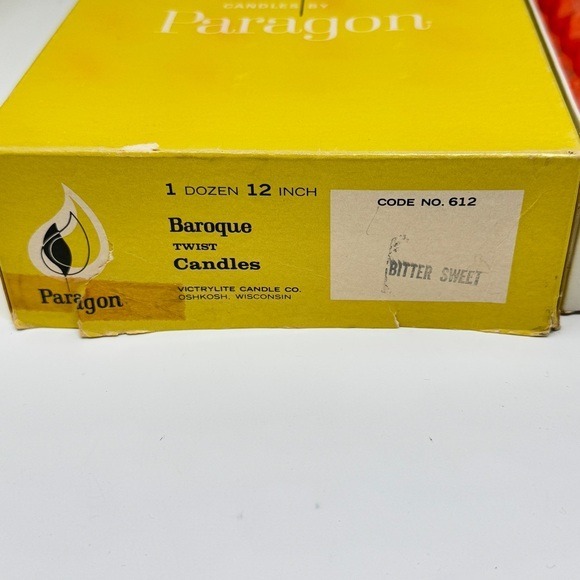 CANDLES BY
Paragon
1 DOZEN 12 INCH
Baroque
TWIST
Candles
VICTRYLITE CANDLE CO.
OSHKOSH, WISCONSIN
Paragon
CODE NO. 612
BITTER SWEET